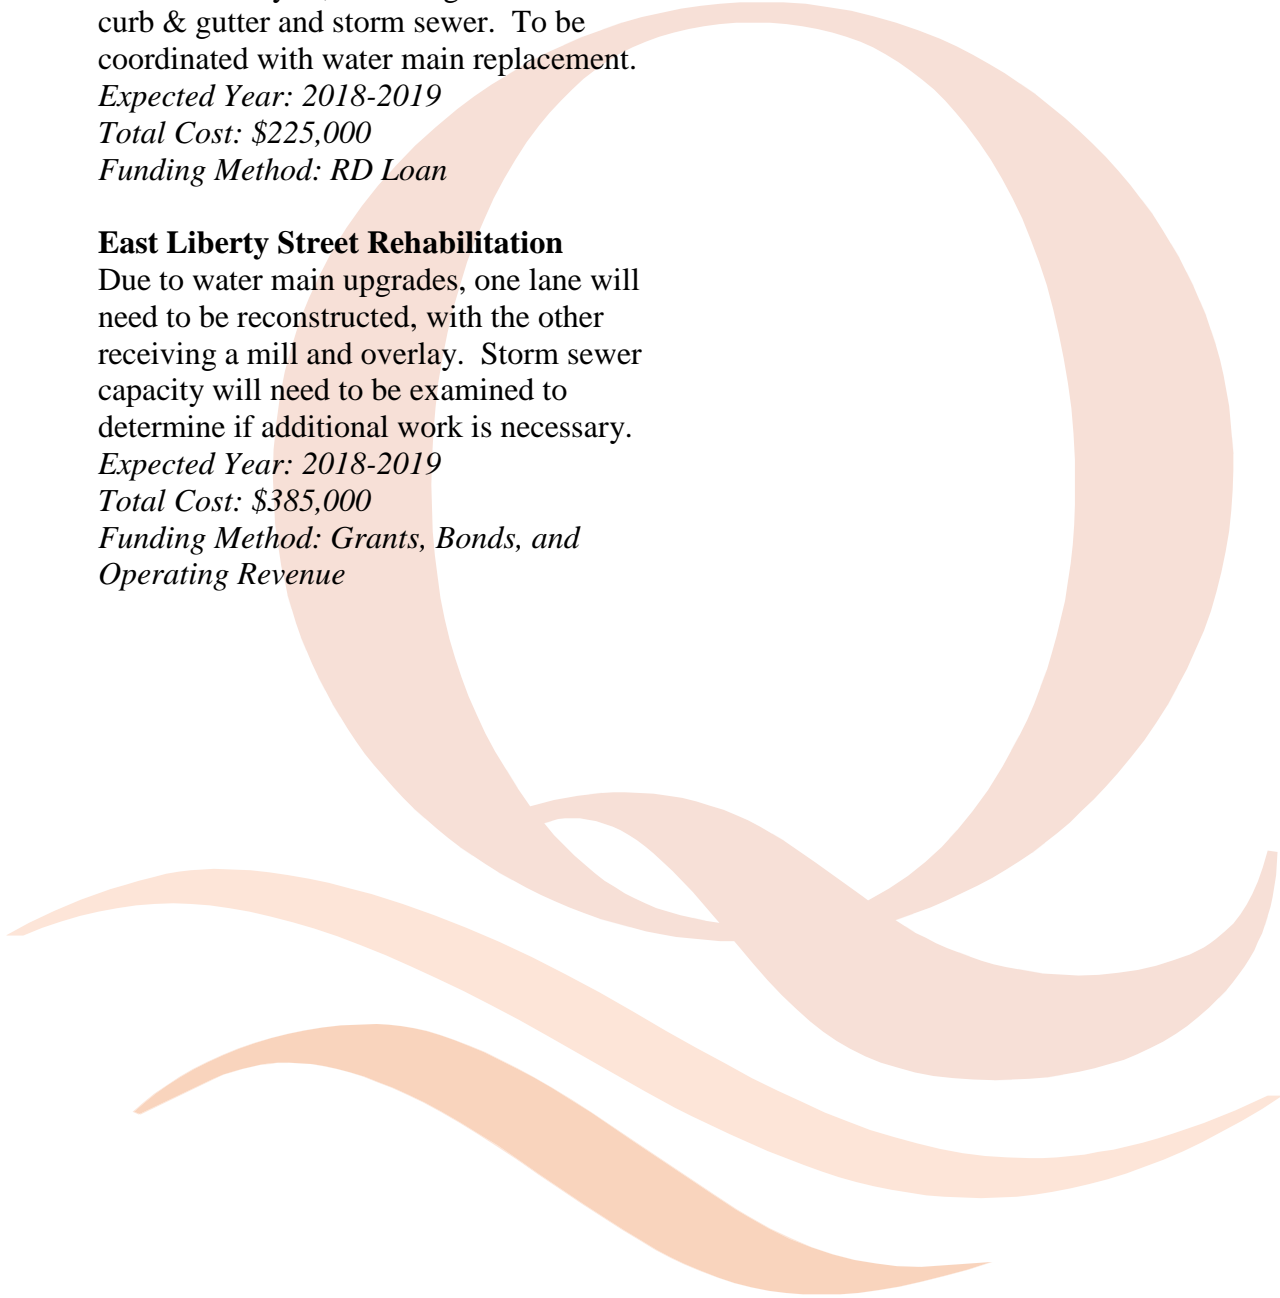 curb & gutter and storm sewer.  To be
coordinated with water main replacement.
Expected Year: 2018-2019
Total Cost: $225,000
Funding Method: RD Loan
East Liberty Street Rehabilitation
Due to water main upgrades, one lane will
need to be reconstructed, with the other
receiving a mill and overlay.  Storm sewer
capacity will need to be examined to
determine if additional work is necessary.
Expected Year: 2018-2019
Total Cost: $385,000
Funding Method: Grants, Bonds, and
Operating Revenue